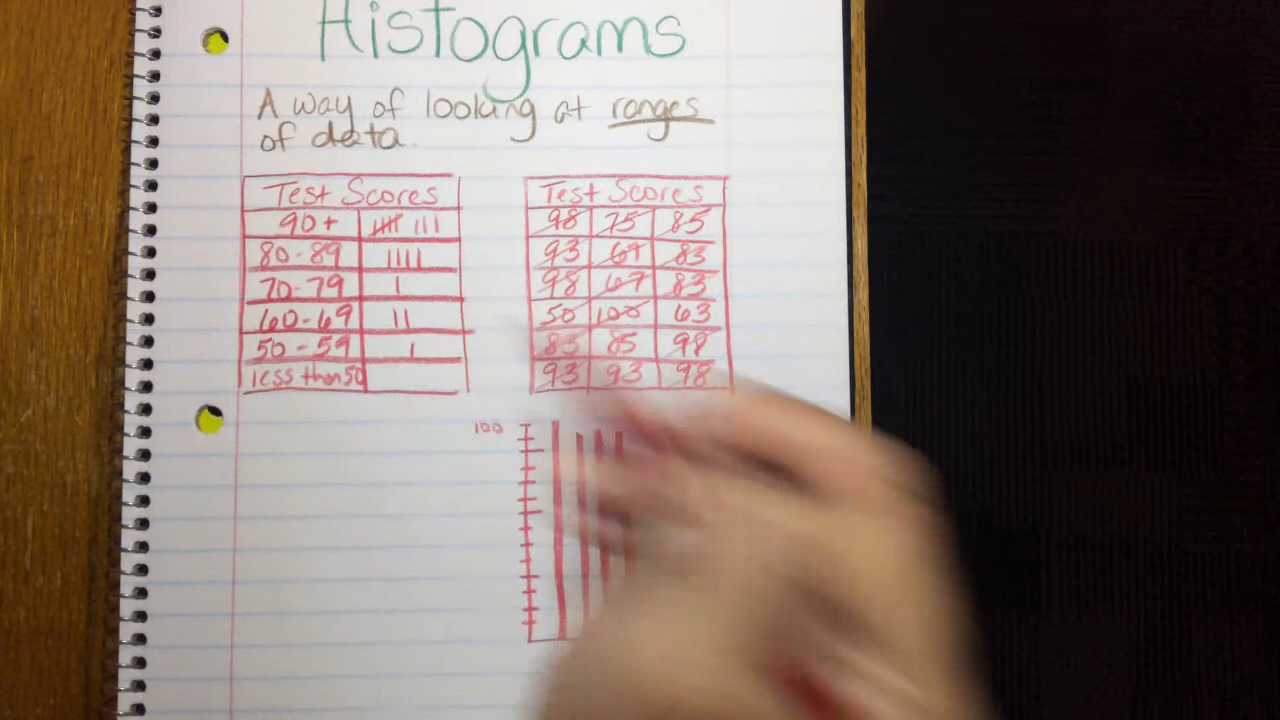 Histograms
A way of looking at ranges
of data.
Test Scores
90+
80-89
70-79
60-69
50-59
less than 50
Test Scores
98 75 85
93 67 83
98 67 83
50 100 63
83 85 98
93 93 98
100